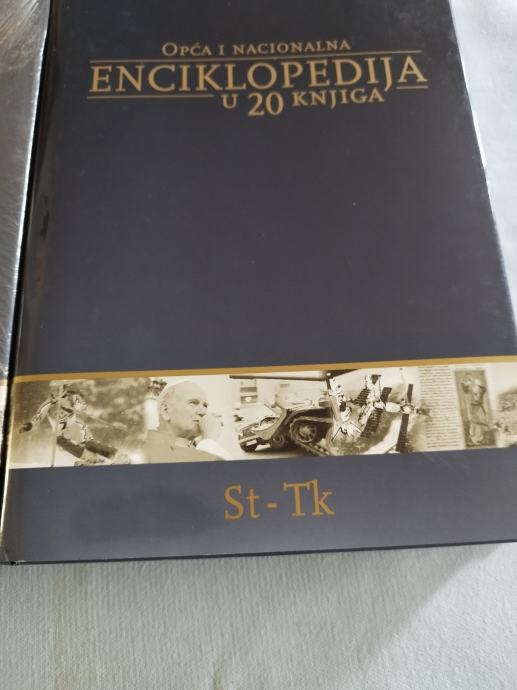 OPĆA I NACIONALNA
ENCIKLOPEDIJA
U 20 KNJIGA
St - Tk